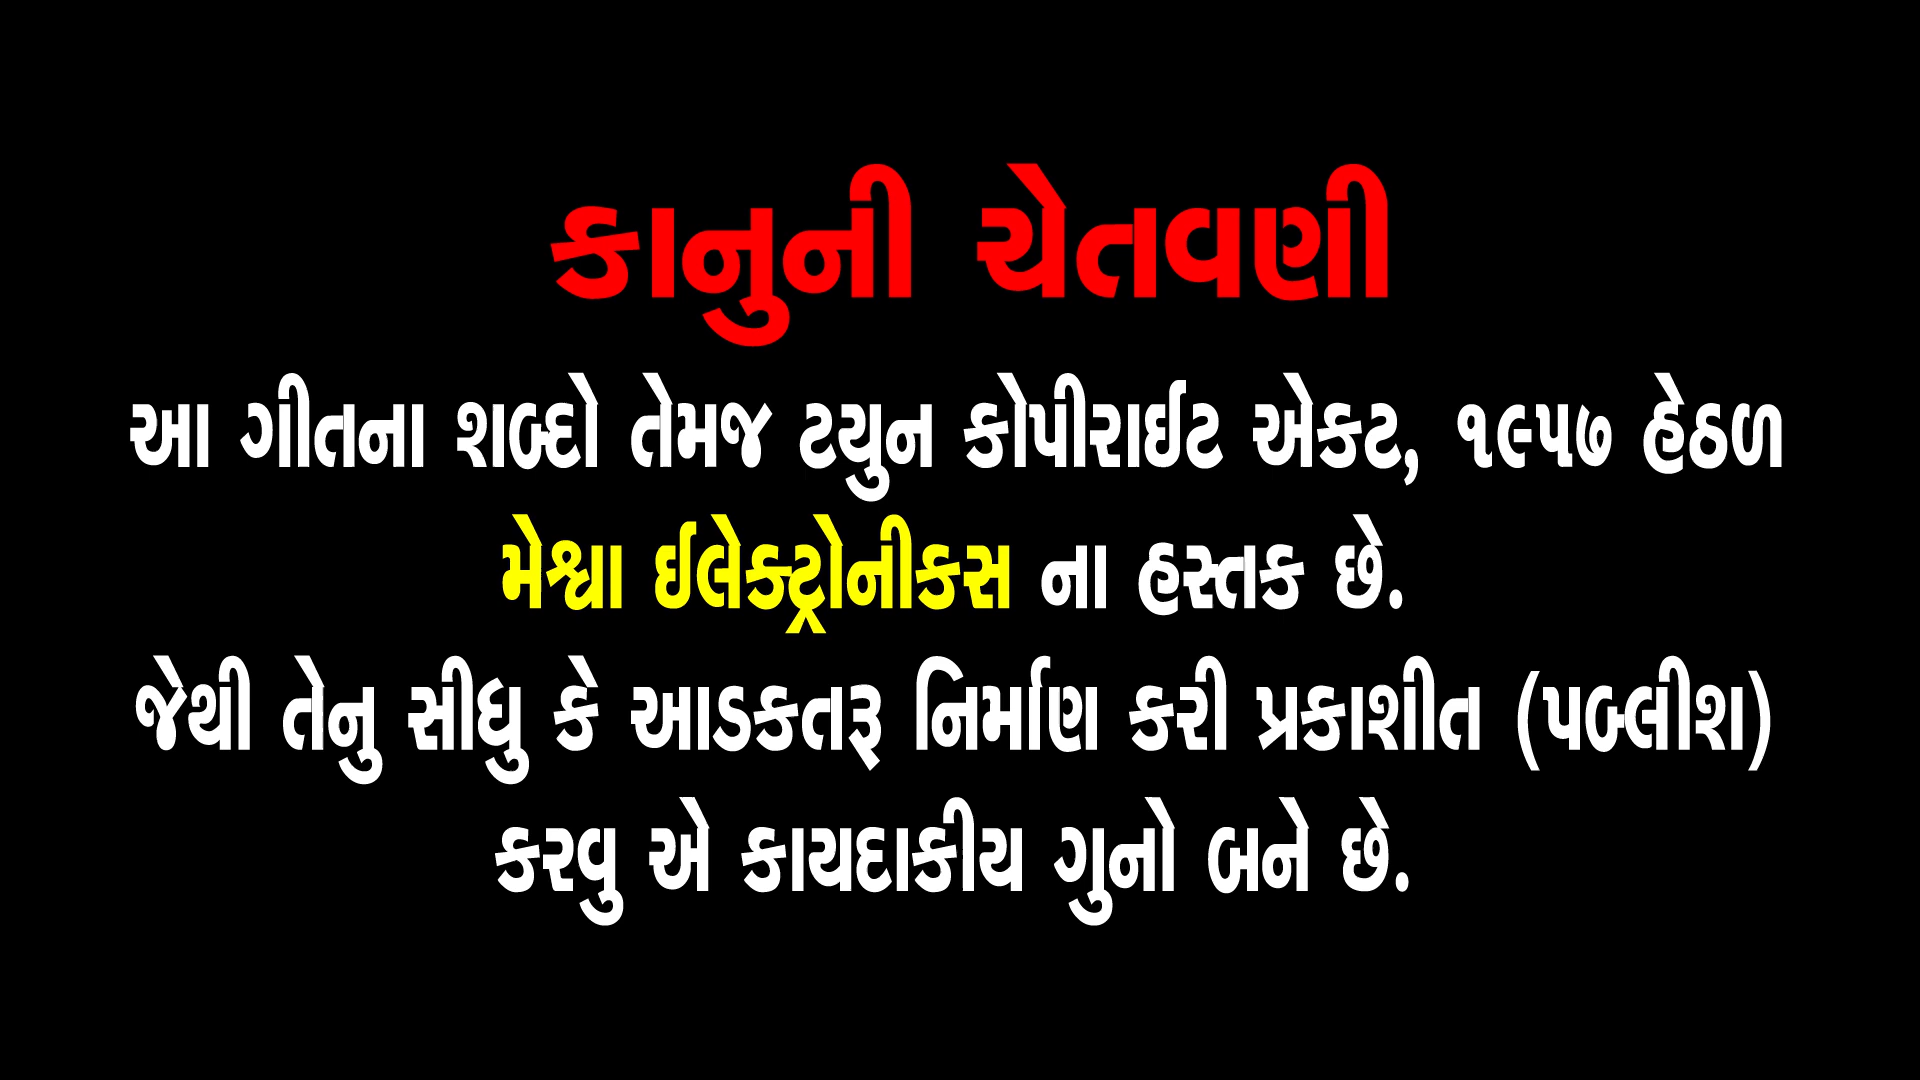 કાનુની ચેતવણી
આ ગીતના શબ્દો તેમજ ટયુન કોપીરાઈટ એકટ, ૧૯૫૭ હેઠળ
મેશ્વા ઈલેક્ટ્રોનીકસ ના હસ્તક છે.
જેથી તેનુ સીધુ કે આડકતરૂ નિર્માણ કરી પ્રકાશીત (પબ્લીશ)
કરવુ એ કાયદાકીય ગુનો બને છે.